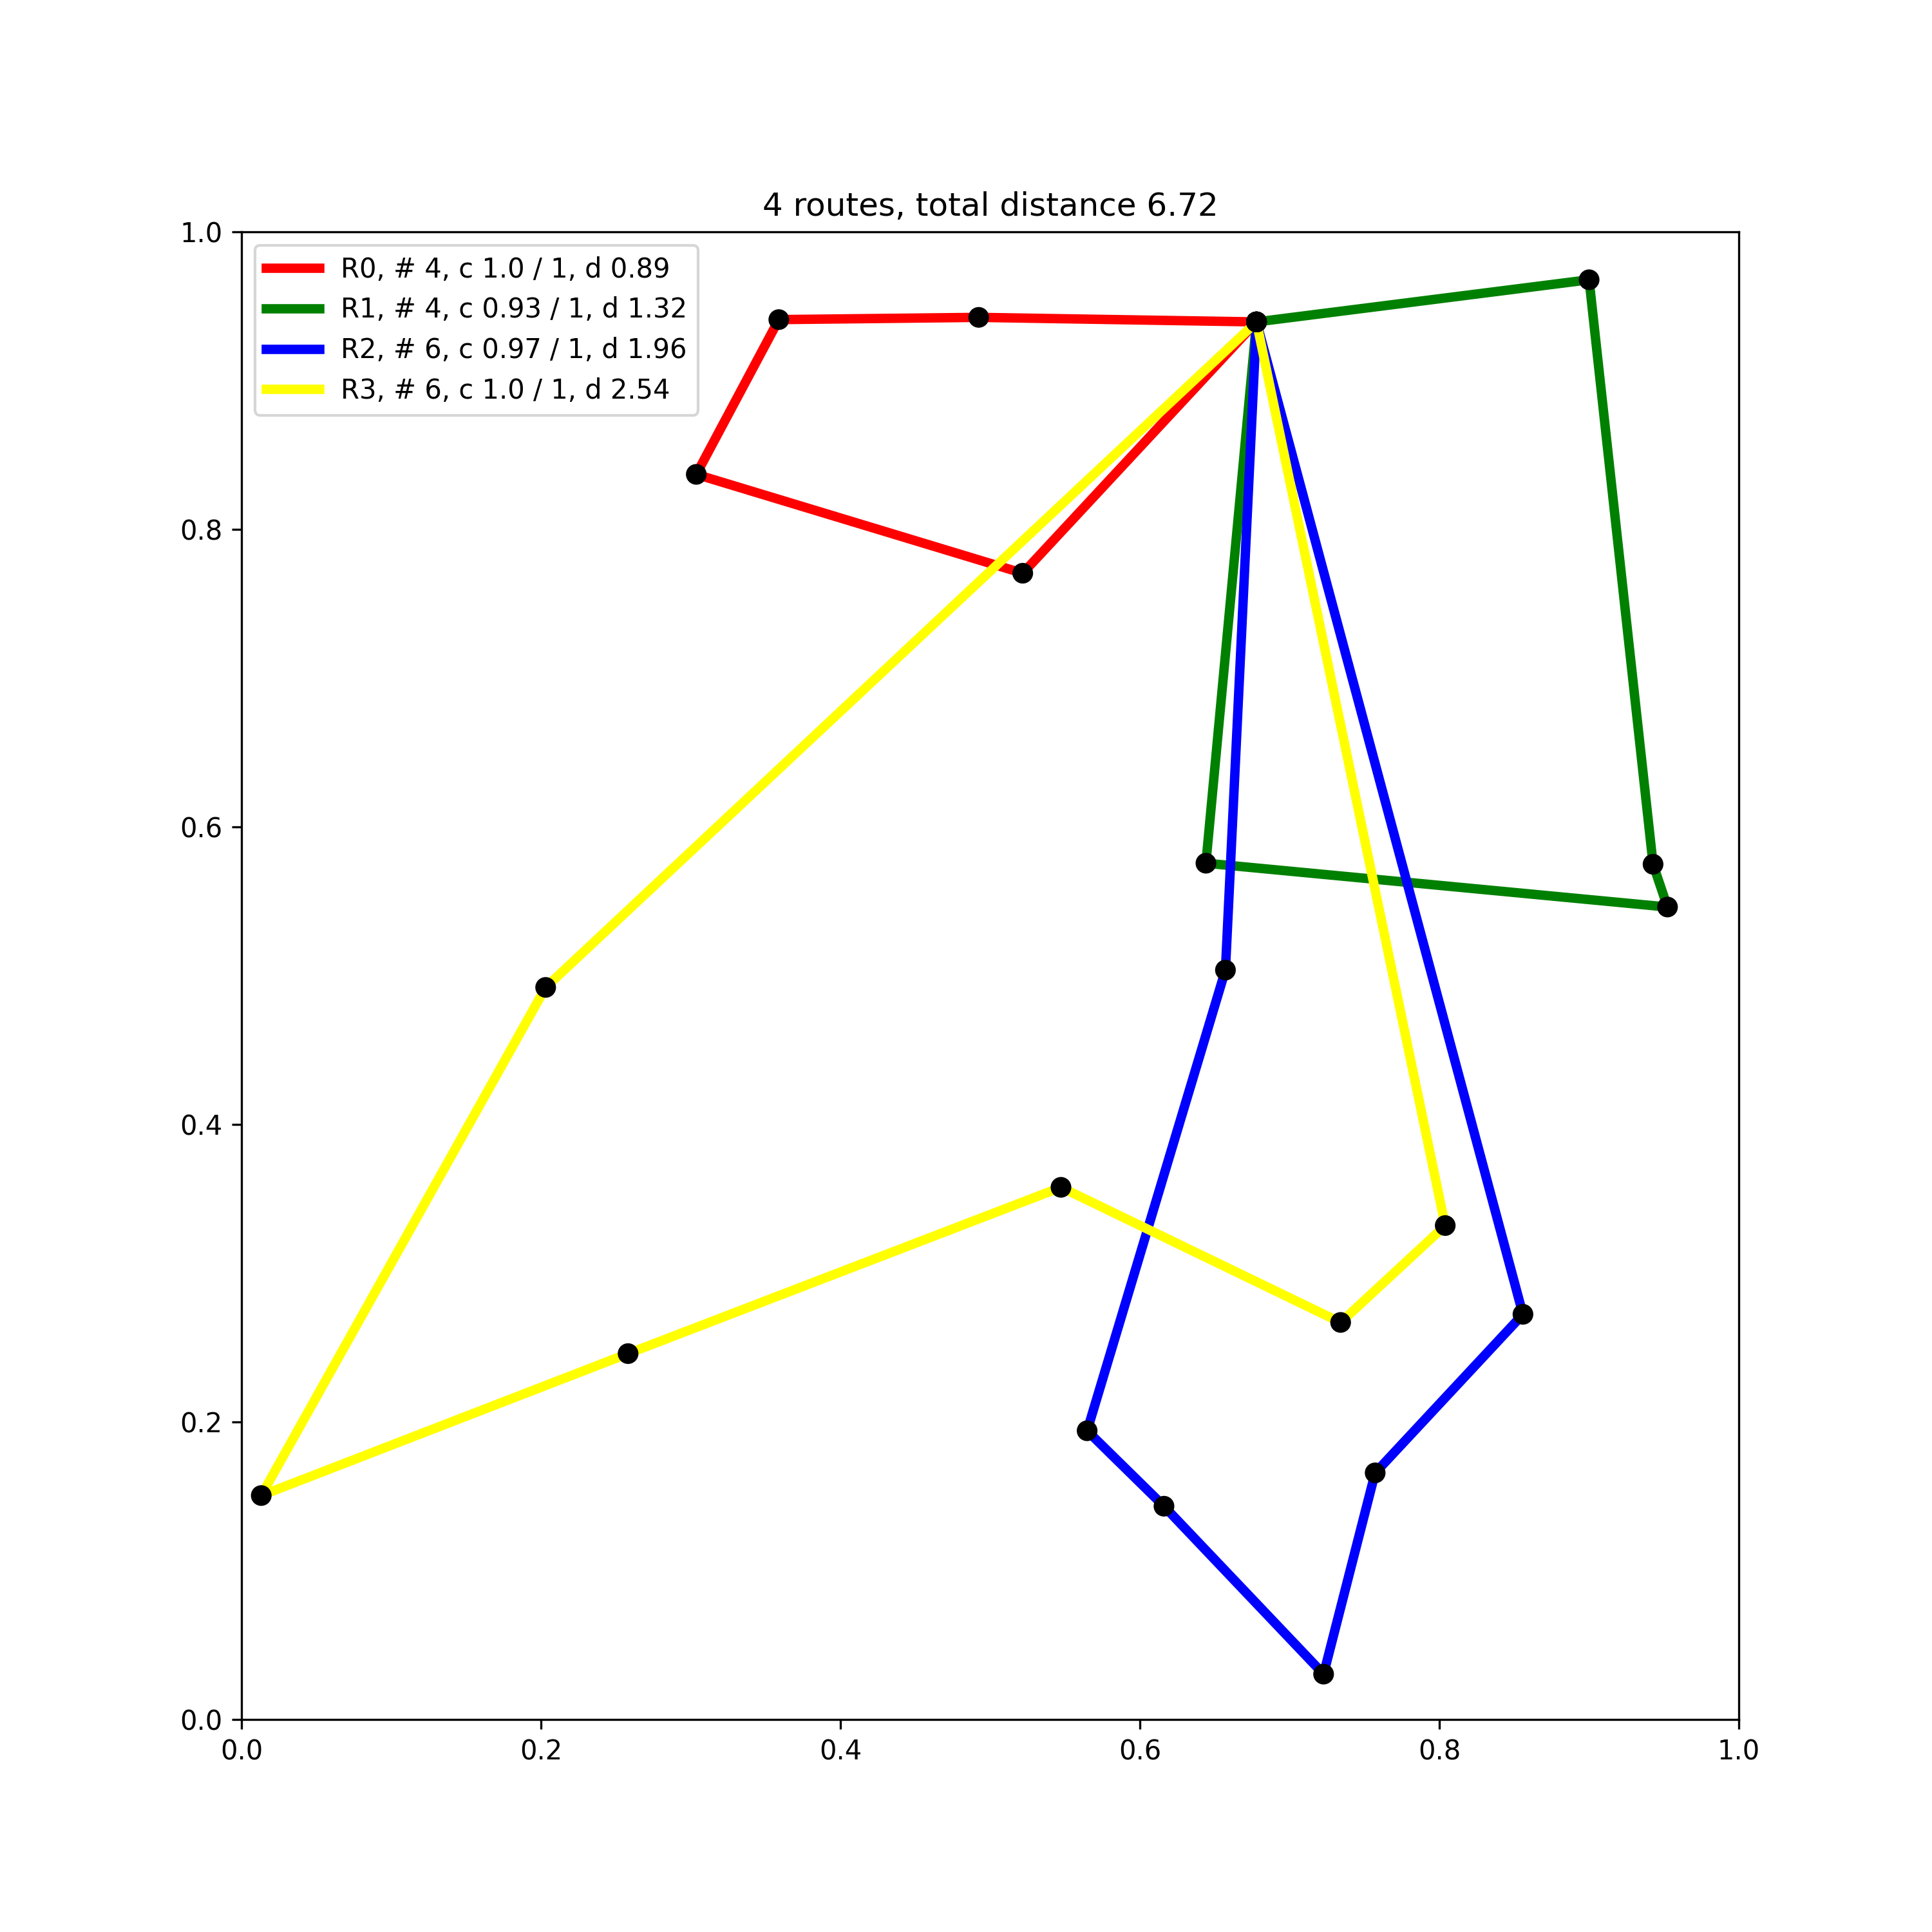 4 routes, total distance 6.72
R0, # 4, c 1.0 / 1, d 0.89
R1, # 4, c 0.93 / 1, d 1.32
R2, # 6, c 0.97 / 1, d 1.96
R3, # 6, c 1.0 / 1, d 2.54
1.0
0.8
0.6
0.4
0.2
0.0
0.0 0.2 0.4 0.6 0.8 1.0